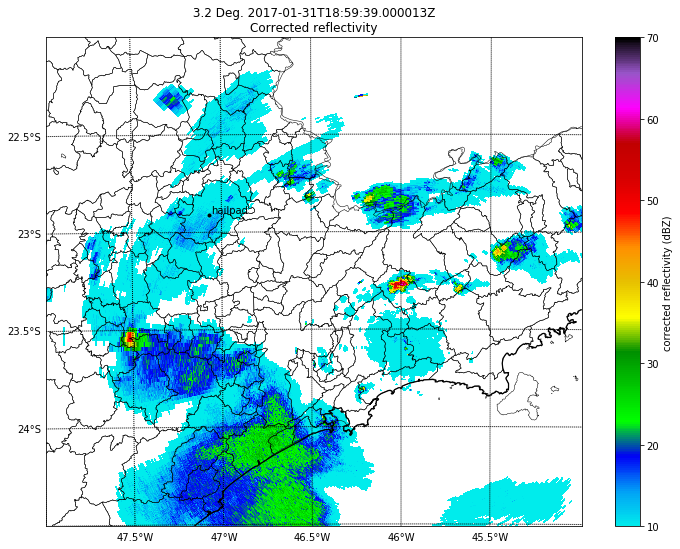 3.2 Deg. 2017-01-31T18:59:39.000013Z
Corrected reflectivity
70
60
50
40
30
20
10
corrected reflectivity (dBZ)
22.5°S
23°S
23.5°S
24°S
hailpad
47.5°W
47°W
46.5°W
46°W
45.5°W